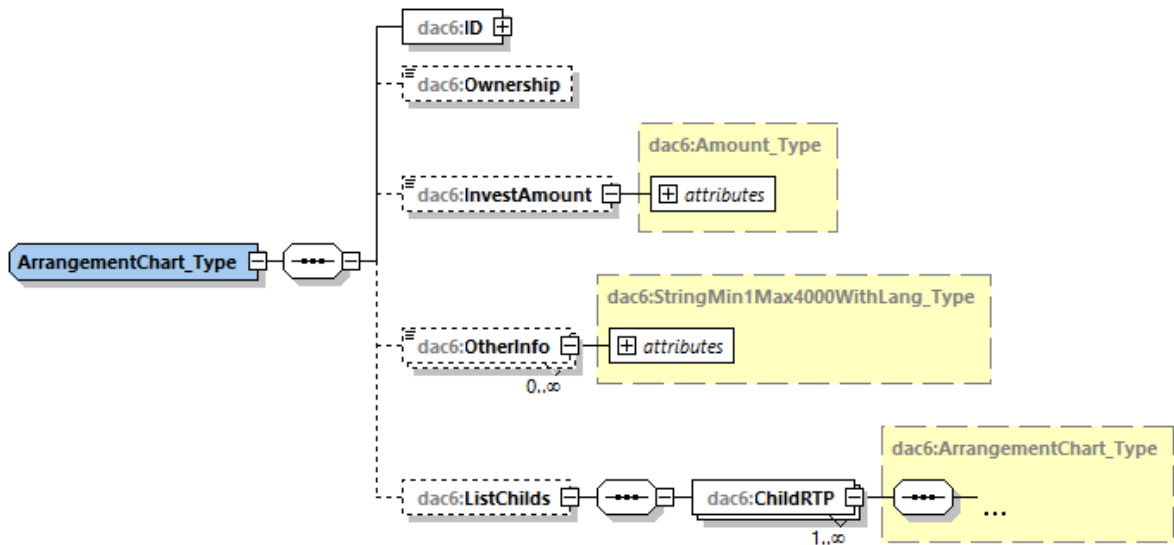 dac6:ID
dac6:Ownership
dac6:Amount_Type
dac6:InvestAmount
attributes
ArrangementChart_Type
dac6:StringMin1Max4000WithLang_Type
dac6:OtherInfo
attributes
0..∞
dac6:ArrangementChart_Type
dac6:ListChilds
dac6:ChildRTP
...
1..∞